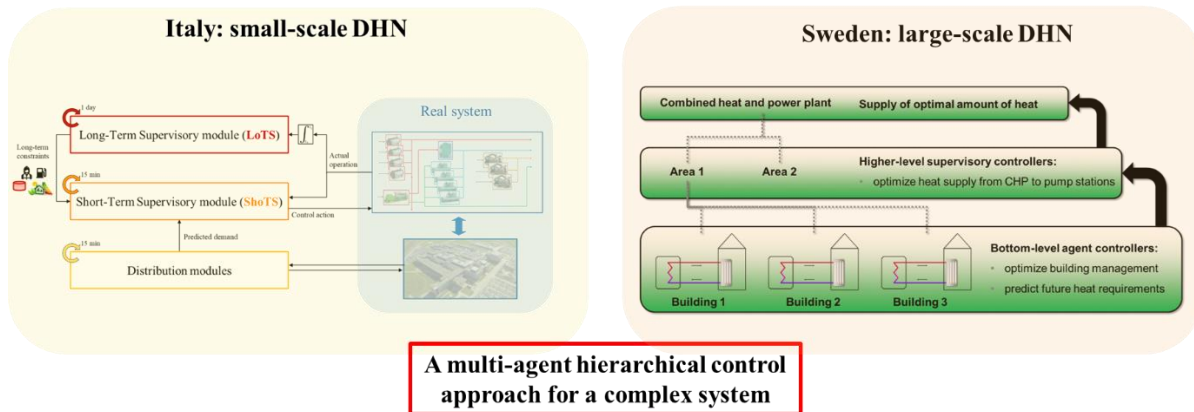 Italy: small-scale DHN
1 day
Long-Term Supervisory module (LoTS)
Long-term
constraints
15 min
Short-Term Supervisory module (ShoTS)
Predicted demand
15 min
Distribution modules
∫
Actual
operation
Control action
Real system
Sweden: large-scale DHN
Combined heat and power plant
Supply of optimal amount of heat
Area 1
Area 2
Higher-level supervisory controllers:
• optimize heat supply from CHP to pump stations
Building 1
Building 2
Building 3
Bottom-level agent controllers:
• optimize building management
• predict future heat requirements
A multi-agent hierarchical control
approach for a complex system